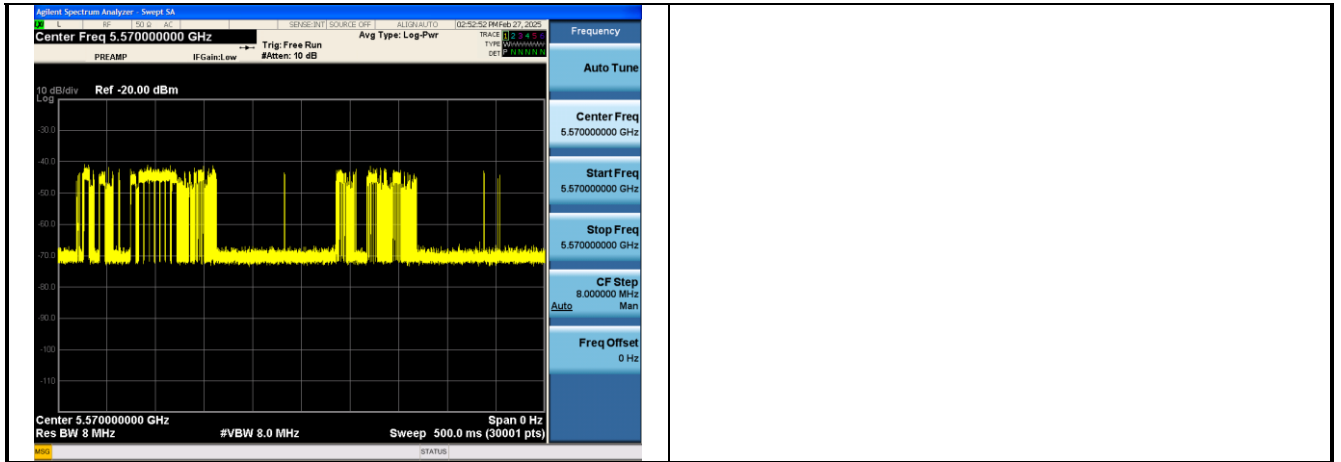 Agilent Spectrum Analyzer - Swept SA
L RF 50 Ω AC SENSE:INT SOURCE OFF ALIGNAUTO 02:52:52 PM Feb 27, 2025
Center Freq 5.570000000 GHz
Avg Type: Log-Pwr
TRACE 1 2 3 4 5 6
TYPE
DET P N N N N N
Trig: Free Run
PREAMP IFGain:Low #Atten: 10 dB
10 dB/div Ref -20.00 dBm
Log
-30.0
-40.0
-50.0
-60.0
-70.0
-80.0
-90.0
-100
-110
Center 5.570000000 GHz Span 0 Hz
Res BW 8 MHz #VBW 8.0 MHz Sweep 500.0 ms (30001 pts)
MSG STATUS
Frequency
Auto Tune
Center Freq
5.570000000 GHz
Start Freq
5.570000000 GHz
Stop Freq
5.570000000 GHz
CF Step
8.000000 MHz
Auto Man
Freq Offset
0 Hz